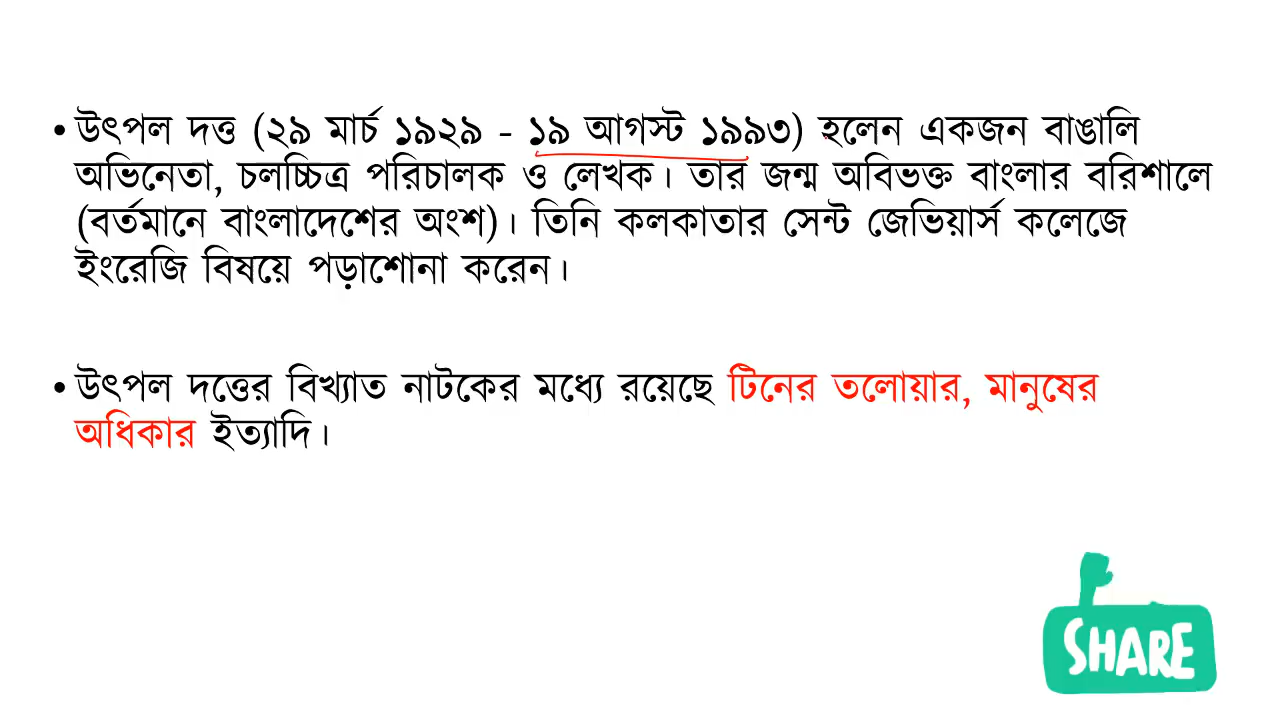 • উৎপল দত্ত (২৯ মার্চ ১৯২৯ - ১৯ আগস্ট ১৯৯৩) হলেন একজন বাঙালি
অভিনেতা, চলচ্চিত্র পরিচালক ও লেখক। তার জন্ম অবিভক্ত বাংলার বরিশালে
(বর্তমানে বাংলাদেশের অংশ)। তিনি কলকাতার সেন্ট জেভিয়ার্স কলেজে
ইংরেজি বিষয়ে পড়াশোনা করেন।
• উৎপল দত্তের বিখ্যাত নাটকের মধ্যে রয়েছে টিনের তলোয়ার, মানুষের
অধিকার ইত্যাদি।
SHARE